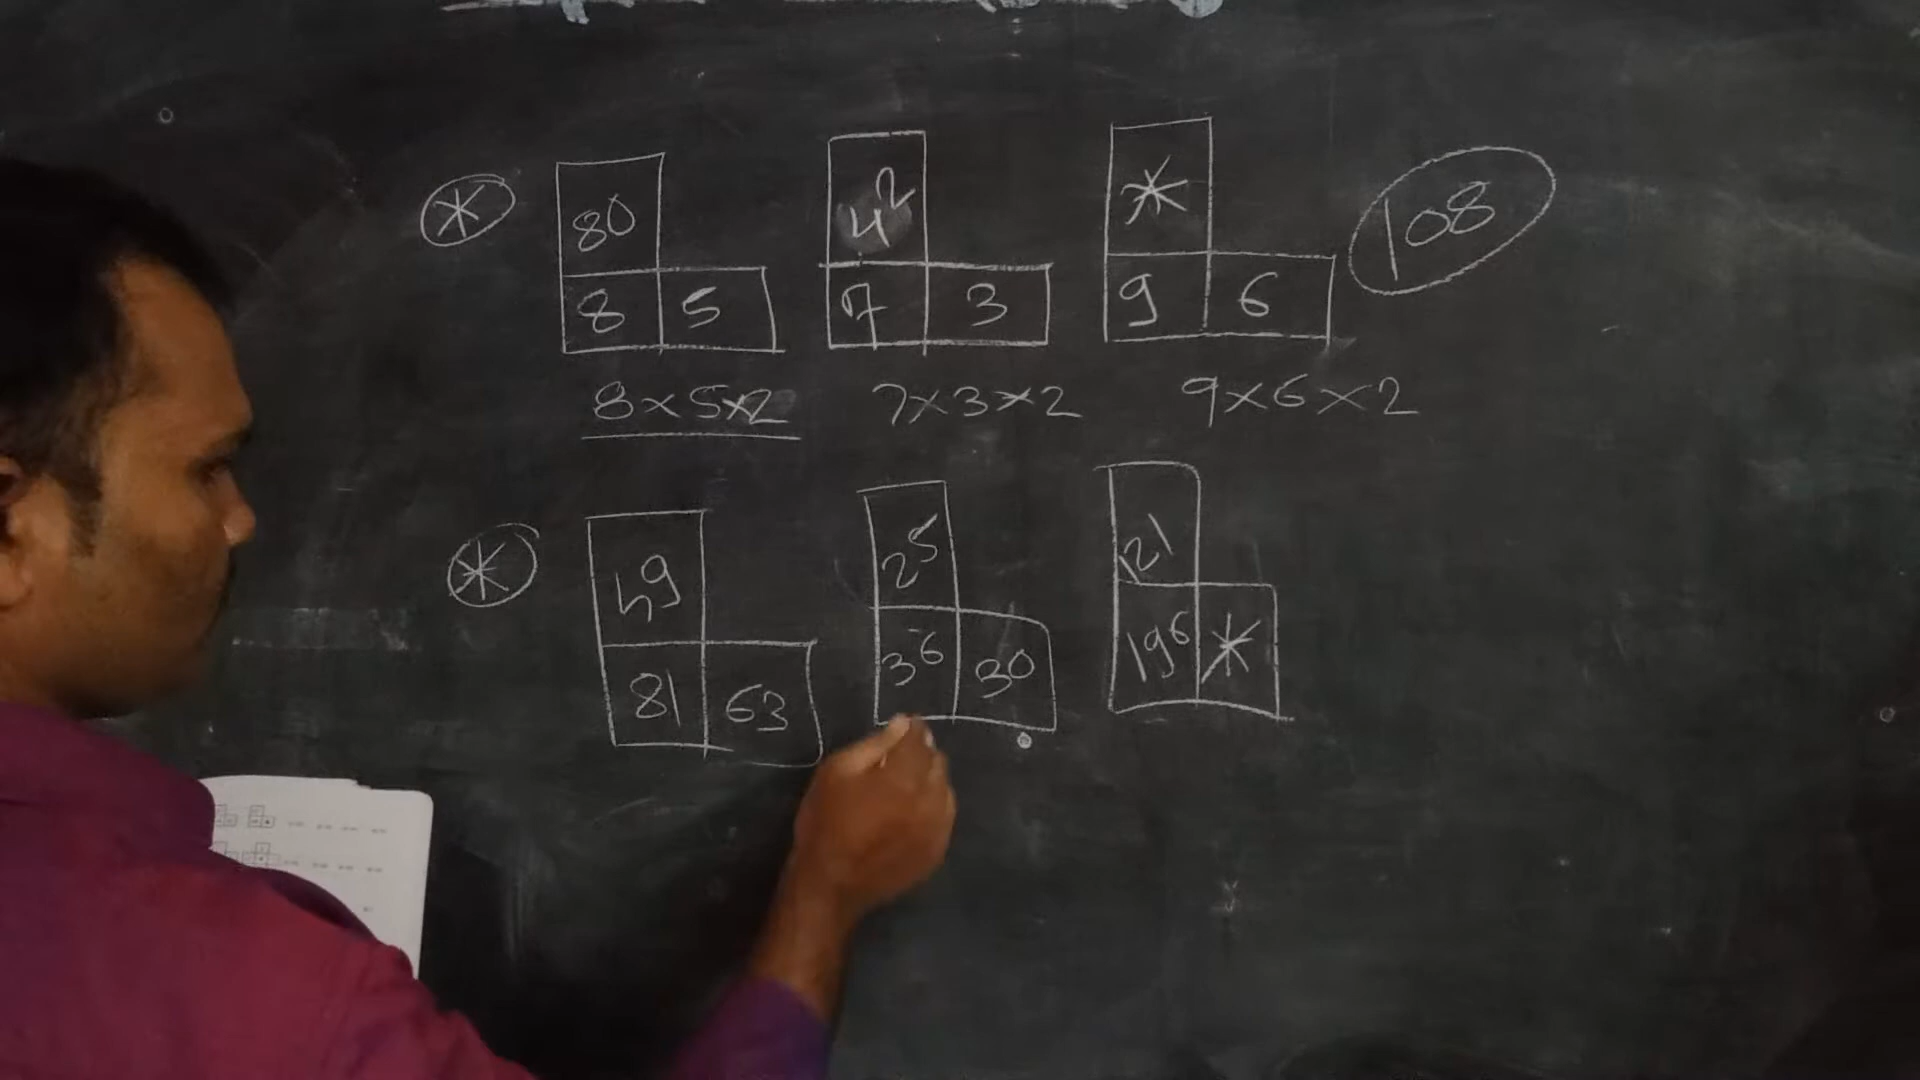 * 80 42 * 108
8 5 7 3 9 6
8×5×2 7×3×2 9×6×2
* 49 25 121
81 63 36 30 196 *